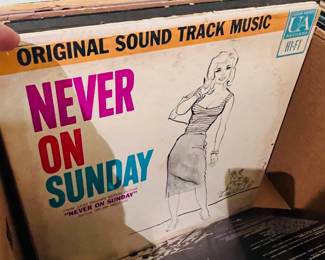 ORIGINAL SOUND TRACK MUSIC
UA
HI-FI
NEVER
ON
SUNDAY
"NEVER ON SUNDAY"